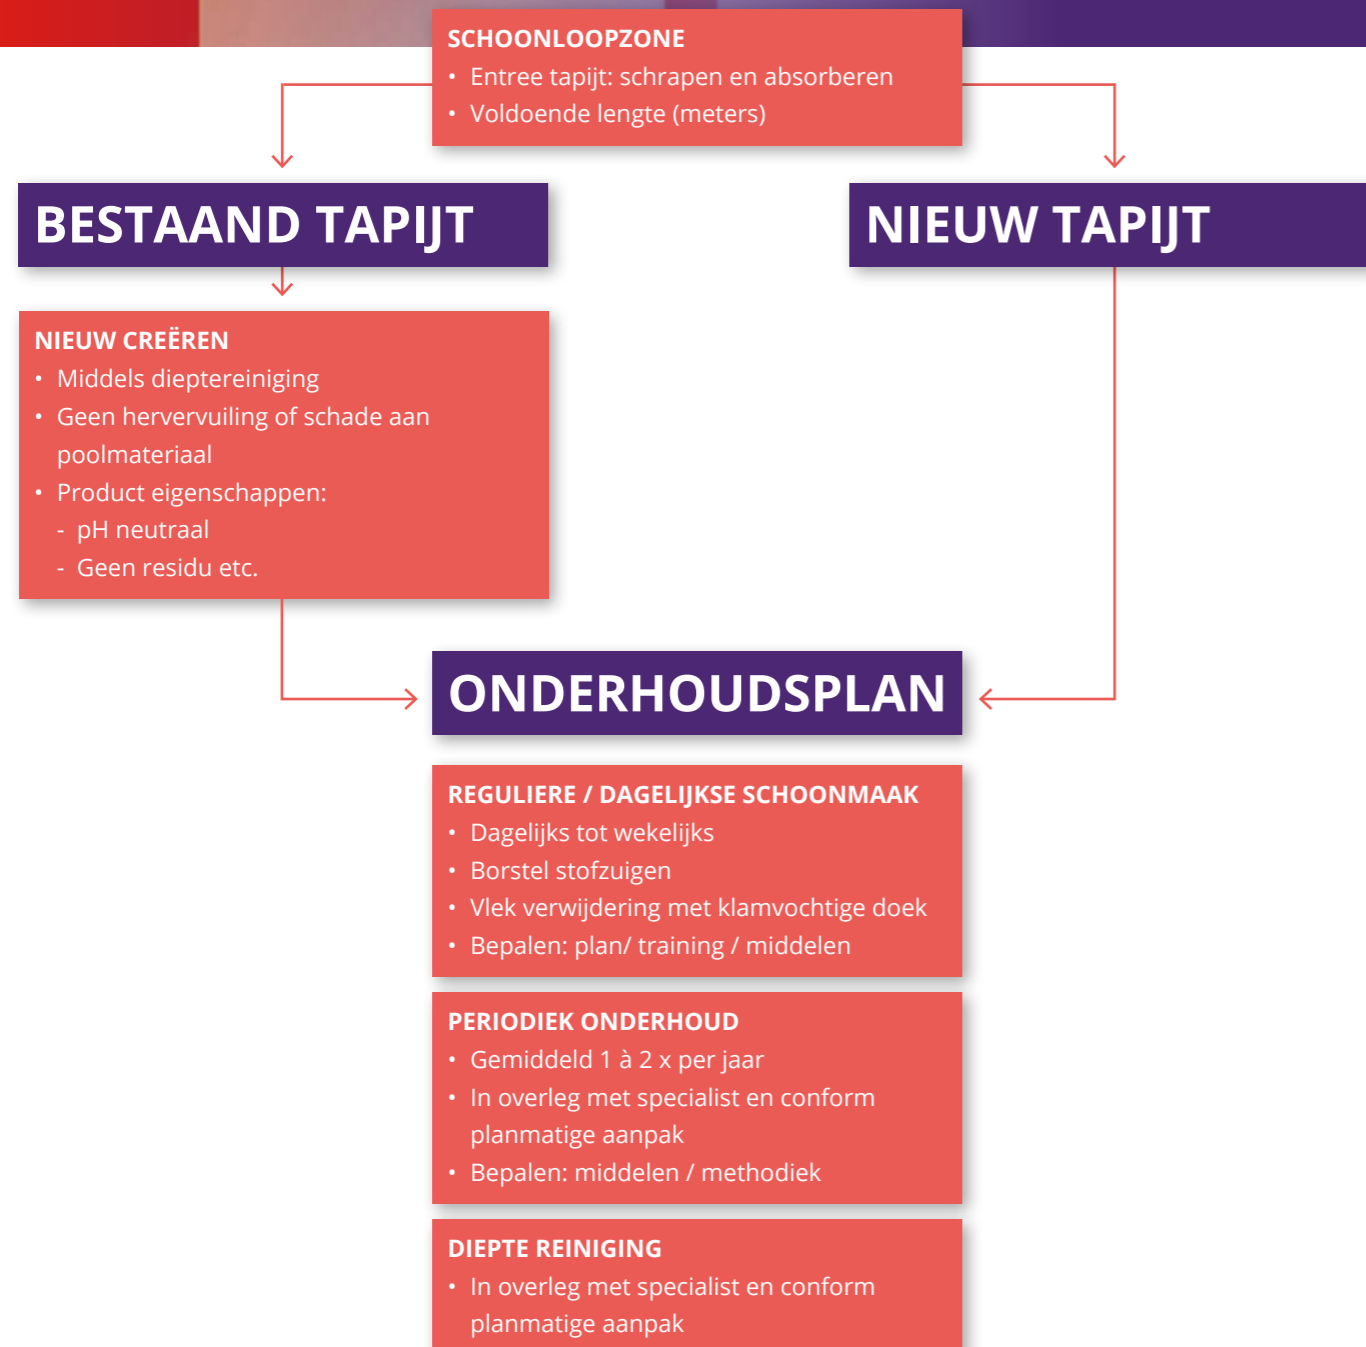 SCHOONLOOPZONE
• Entree tapijt: schrapen en absorberen
• Voldoende lengte (meters)
BESTAAND TAPIJT
NIEUW TAPIJT
NIEUW CREËREN
• Middels dieptereiniging
• Geen hervervuiling of schade aan
poolmateriaal
• Product eigenschappen:
- pH neutraal
- Geen residu etc.
ONDERHOUDSPLAN
REGULIERE / DAGELIJKSE SCHOONMAAK
• Dagelijks tot wekelijks
• Borstel stofzuigen
• Vlek verwijdering met klamvochtige doek
• Bepalen: plan/ training / middelen
PERIODIEK ONDERHOUD
• Gemiddeld 1 à 2 x per jaar
• In overleg met specialist en conform
planmatige aanpak
• Bepalen: middelen / methodiek
DIEPTE REINIGING
• In overleg met specialist en conform
planmatige aanpak